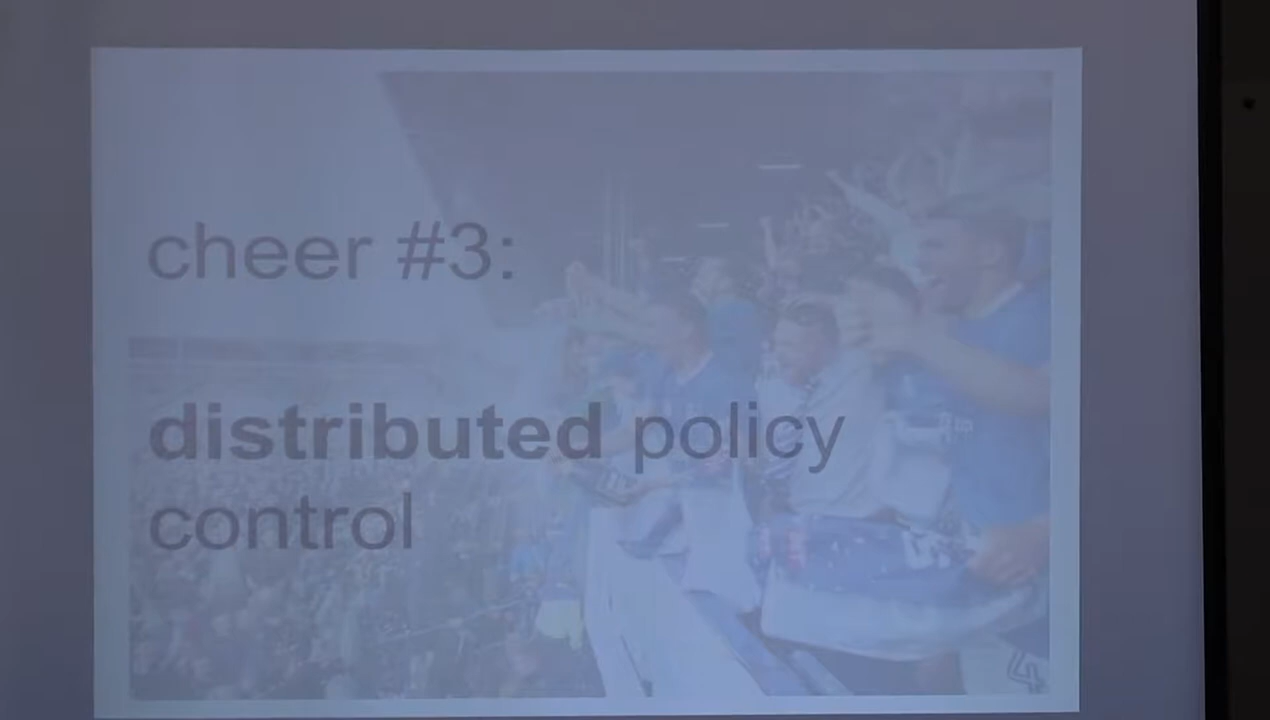 cheer #3:
distributed policy
control